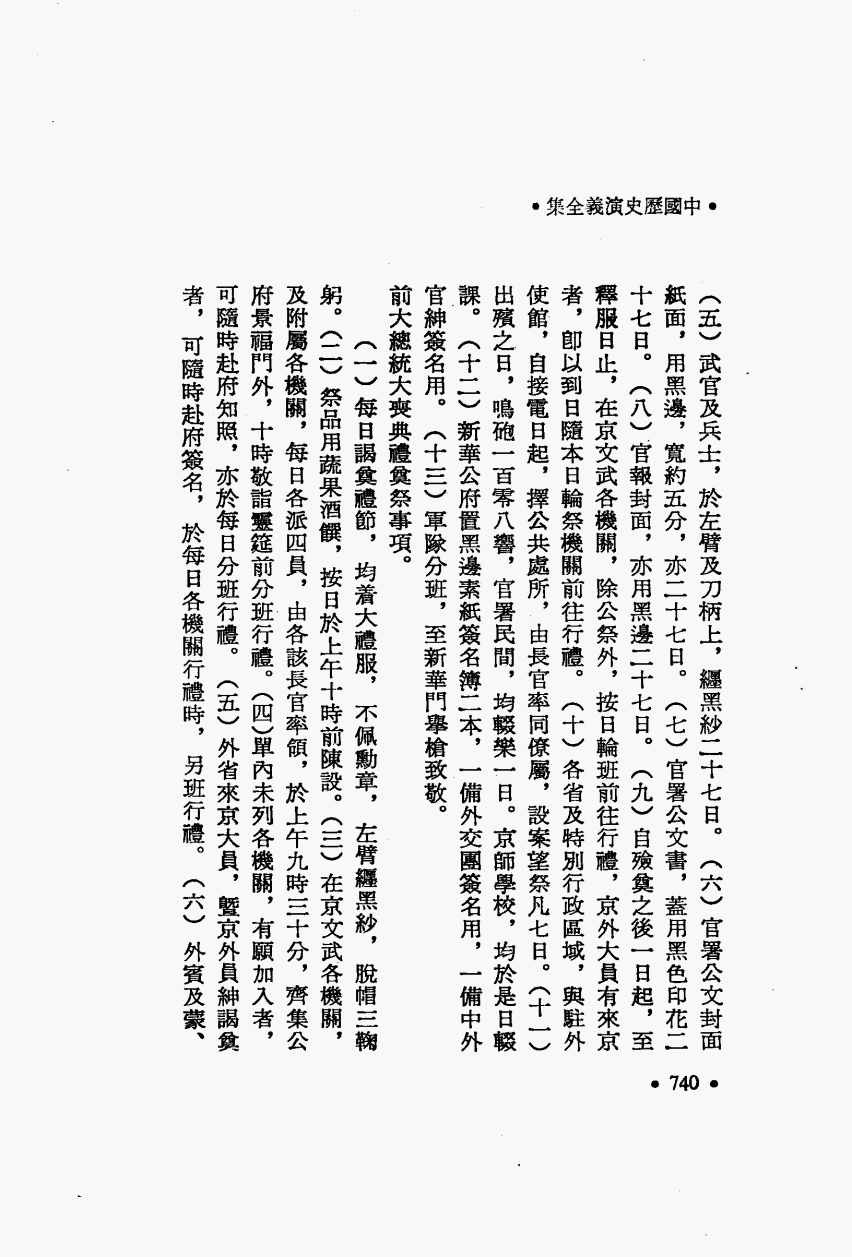 •中國歷史演義全集•
（五）武官及兵士，於左臂及刀柄上，纏黑紗二十七日。（六）官署公文封面
紙面，用黑邊，寬約五分，亦二十七日。（七）官署公文書，蓋用黑色印花二
十七日。（八）官報封面，亦用黑邊二十七日。（九）自殮奠之後一日起，至
釋服日止，在京文武各機關，除公祭外，按日輪班前往行禮，京外大員有來京
者，卽以到日隨本日輪祭機關前往行禮。（十）各省及特別行政區域，與駐外
使館，自接電日起，擇公共處所，由長官率同僚屬，設案望祭凡七日。（十一）
出殯之日，鳴砲一百零八響，官署民間，均輟樂一日。京師學校，均於是日輟
課。（十二）新華公府置黑邊素紙簽名簿二本，一備外交團簽名用，一備中外
官紳簽名用。（十三）軍隊分班，至新華門舉槍致敬。
前大總統大喪典禮奠祭事項。
（一）每日謁奠禮節，均着大禮服，不佩勳章，左臂纏黑紗，脫帽三鞠
躬。（二）祭品用蔬果酒饌，按日於上午十時前陳設。（三）在京文武各機關，
及附屬各機關，每日各派四員，由各該長官率領，於上午九時三十分，齊集公
府景福門外，十時敬詣靈筵前分班行禮。（四）單內未列各機關，有願加入者，
可隨時赴府知照，亦於每日分班行禮。（五）外省來京大員，暨京外員紳謁奠
者，可隨時赴府簽名，於每日各機關行禮時，另班行禮。（六）外賓及蒙、
•740•